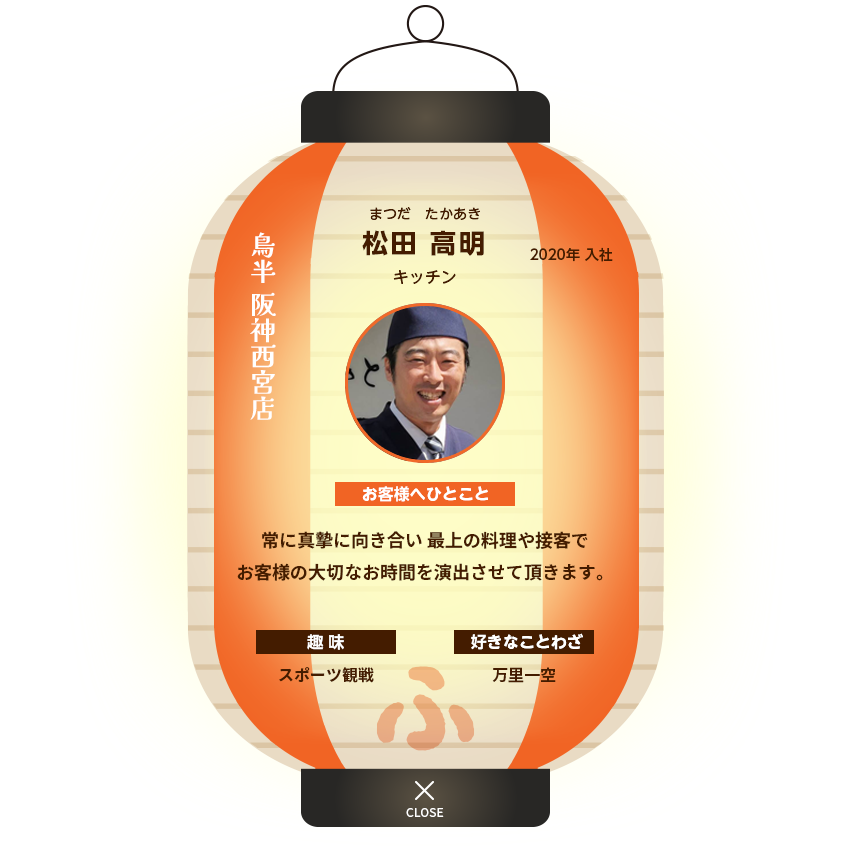 まつだ たかあき
松田 高明
2020年 入社
キッチン
鳥半 阪神西宮店
お客様へひとこと
常に真摯に向き合い 最上の料理や接客で
お客様の大切なお時間を演出させて頂きます。
趣 味
好きなことわざ
スポーツ観戦
万里一空
ふ
CLOSE